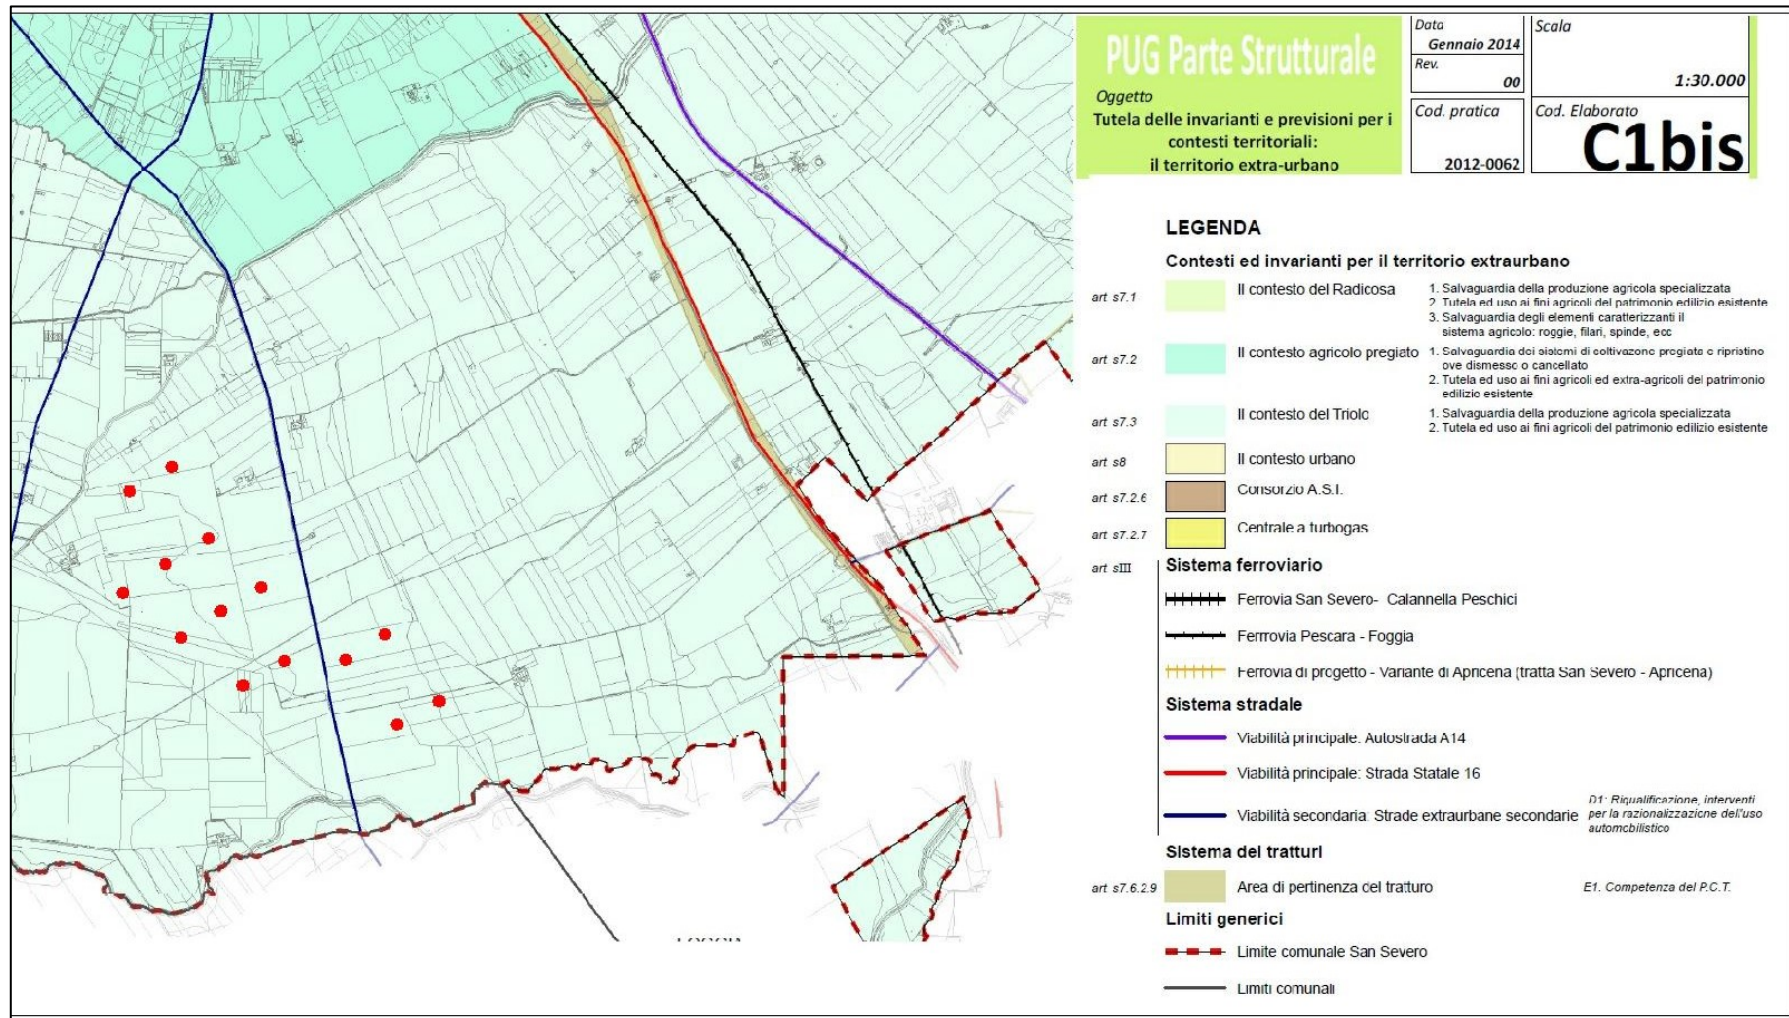 PUG Parte Strutturale
Oggetto
Tutela delle invarianti e previsioni per i
contesti territoriali:
il territorio extra-urbano
Data
Gennaio 2014
Rev.
00
Cod. pratica
2012-0062
Scala
1:30.000
Cod. Elaborato
C1bis
LEGENDA
Contesti ed invarianti per il territorio extraurbano
art s7.1
Il contesto del Radicosa
1. Salvaguardia della produzione agricola specializzata
2. Tutela ed uso ai fini agricoli del patrimonio edilizio esistente
3. Salvaguardia degli elementi caratterizzanti il
sistema agricolo: roggie, filari, spinde, ecc
art s7.2
Il contesto agricolo pregiato
1. Salvaguardia dei sistemi di coltivazone pregiata e ripristino
ove dismesso o cancellato
2. Tutela ed uso ai fini agricoli ed extra-agricoli del patrimonio
edilizio esistente
art s7.3
Il contesto del Triolo
1. Salvaguardia della produzione agricola specializzata
2. Tutela ed uso ai fini agricoli del patrimonio edilizio esistente
art s8
Il contesto urbano
art s7.2.6
Consorzio A.S.I.
art s7.2.7
Centrale a turbogas
art sIII
Sistema ferroviario
Ferrovia San Severo- Calannella Peschici
Ferrrovia Pescara - Foggia
Ferrovia di progetto - Variante di Apricena (tratta San Severo - Apricena)
Sistema stradale
Viabilità principale: Autostrada A14
Viabilità principale: Strada Statale 16
Viabilità secondaria: Strade extraurbane secondarie
D1: Riqualificazione, interventi
per la razionalizzazione dell'uso
automobilistico
Sistema dei tratturi
art s7.6.2.9
Area di pertinenza del tratturo
E1. Competenza del P.C.T.
Limiti generici
Limite comunale San Severo
Limiti comunali